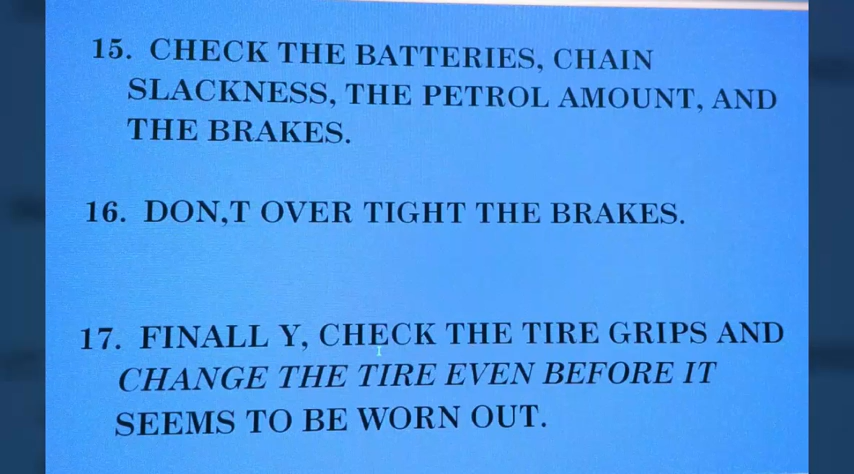 15. CHECK THE BATTERIES, CHAIN
SLACKNESS, THE PETROL AMOUNT, AND
THE BRAKES.
16. DON,T OVER TIGHT THE BRAKES.
17. FINALL Y, CHECK THE TIRE GRIPS AND
CHANGE THE TIRE EVEN BEFORE IT
SEEMS TO BE WORN OUT.